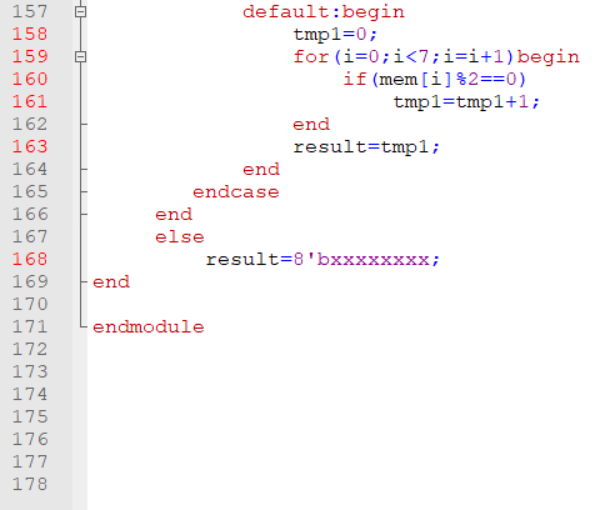 157 default:begin
158 tmp1=0;
159 for(i=0;i<7;i=i+1)begin
160 if(mem[i]%2==0)
161 tmp1=tmp1+1;
162 end
163 result=tmp1;
164 end
165 endcase
166 end
167 else
168 result=8'bxxxxxxxx;
169 end
170
171 endmodule
172
173
174
175
176
177
178